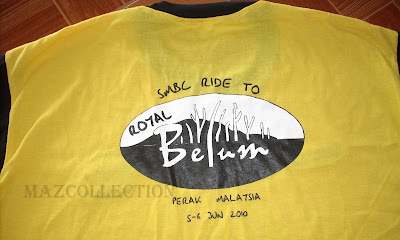 SMBC RIDE TO
ROYAL
Belum
MAZCOLLECTION
PERAK MALAYSIA
5-6 JUN 2010